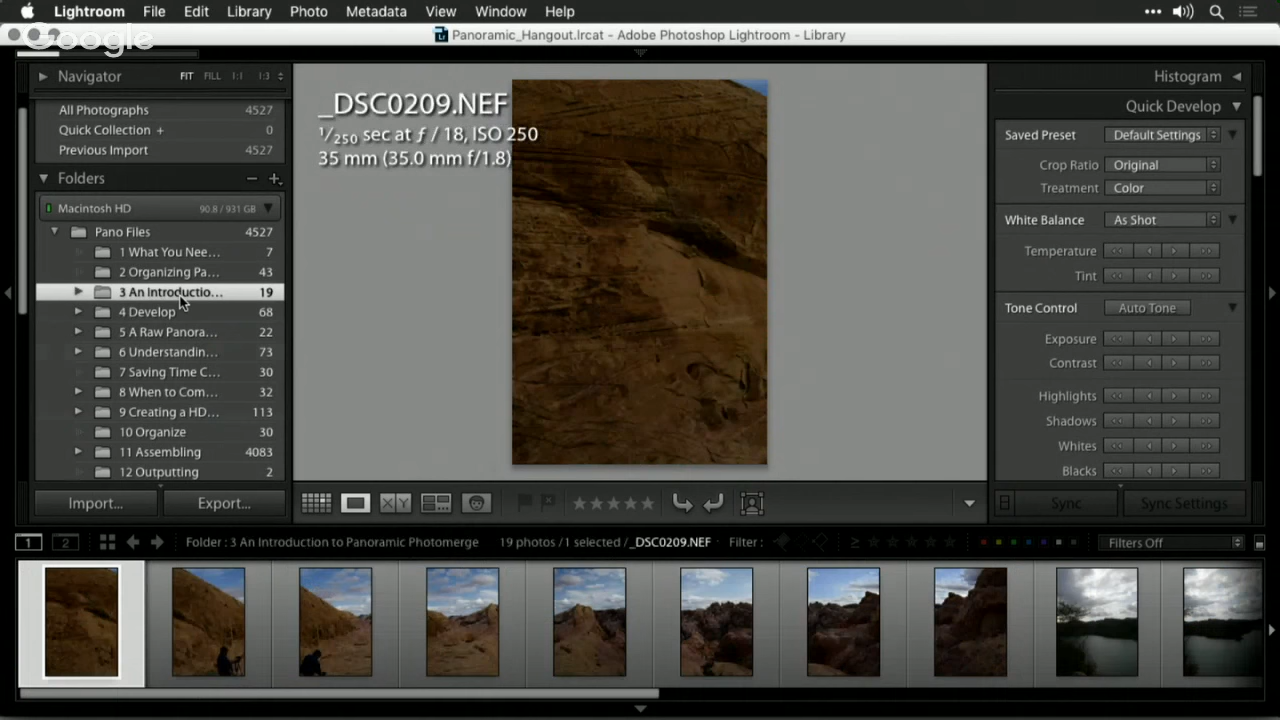 Lightroom File Edit Library Photo Metadata View Window Help
Google
Panoramic_Hangout.lrcat - Adobe Photoshop Lightroom - Library
Navigator FIT FILL 1:1 1:3
All Photographs 4527
Quick Collection + 0
Previous Import 4527
Folders
Macintosh HD 90.8 / 931 GB
Pano Files 4527
1 What You Nee... 7
2 Organizing Pa... 43
3 An Introductio... 19
4 Develop 68
5 A Raw Panora... 22
6 Understandin... 73
7 Saving Time C... 30
8 When to Com... 32
9 Creating a HD... 113
10 Organize 30
11 Assembling 4083
12 Outputting 2
Import... Export...
_DSC0209.NEF
1/250 sec at ƒ / 18, ISO 250
35 mm (35.0 mm f/1.8)
Histogram
Quick Develop
Saved Preset Default Settings
Crop Ratio Original
Treatment Color
White Balance As Shot
Temperature
Tint
Tone Control Auto Tone
Exposure
Contrast
Highlights
Shadows
Whites
Blacks
Sync Sync Settings
X Y
1 2 Folder : 3 An Introduction to Panoramic Photomerge 19 photos / 1 selected / _DSC0209.NEF Filter : ≥ Filters Off